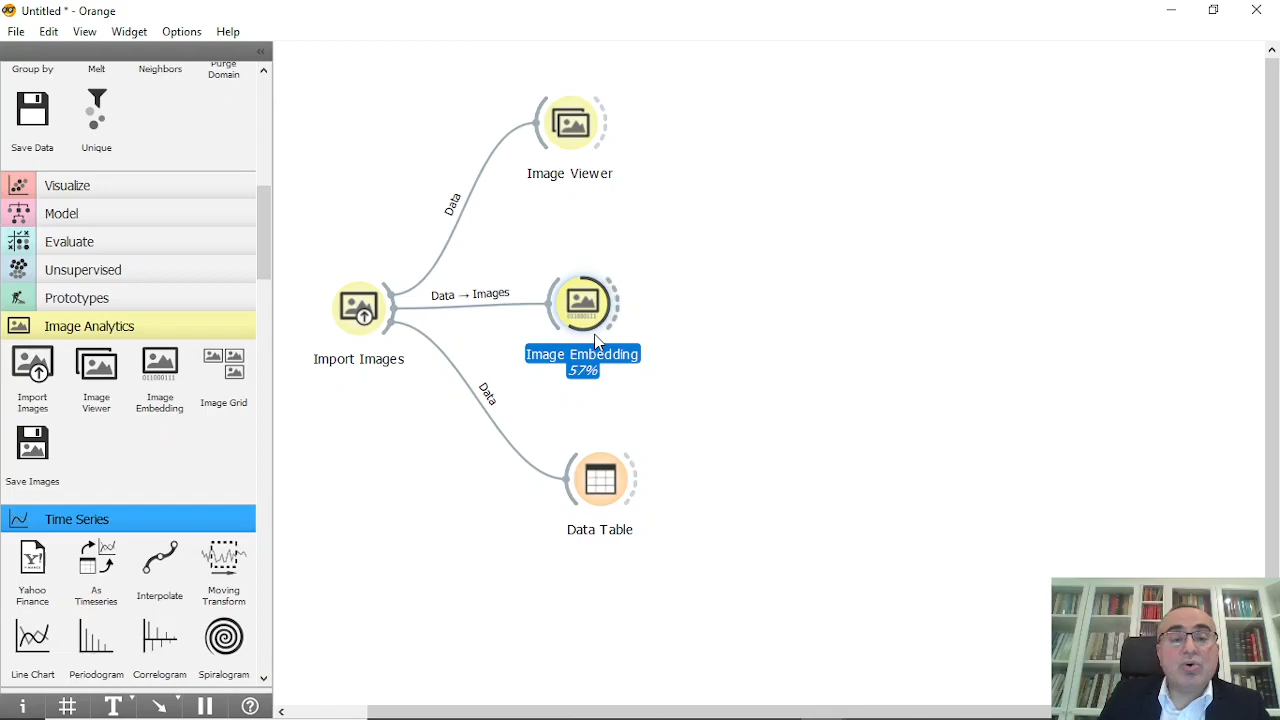 Untitled * - Orange
File Edit View Widget Options Help
Group by Melt Neighbors Purge
Domain
Save Data Unique
Visualize
Model
Evaluate
Unsupervised
Prototypes
Image Analytics
Import
Images
Image
Viewer
Image
Embedding
Image Grid
Save Images
Time Series
Yahoo
Finance
As
Timeseries
Interpolate
Moving
Transform
Line Chart Periodogram Correlogram Spiralogram
Image Viewer
Data
Data → Images
Import Images
Image Embedding
57%
Data
Data Table